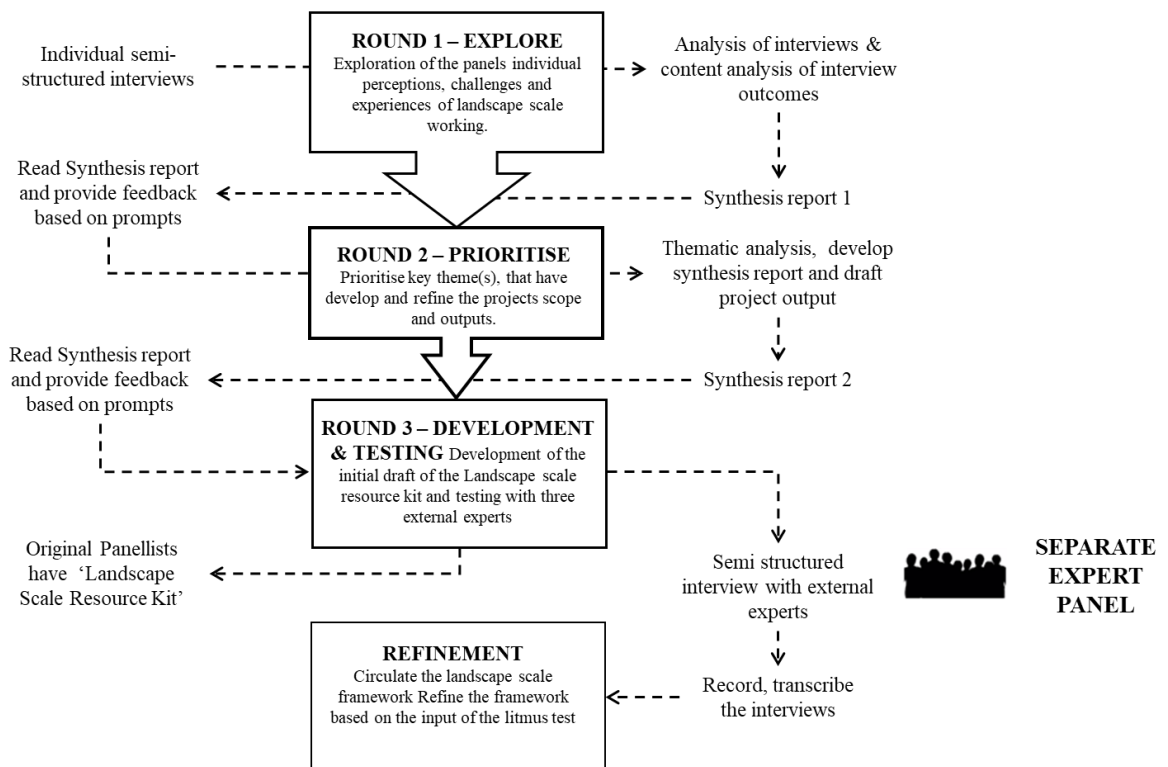 Individual semi-
structured interviews
ROUND 1 – EXPLORE
Exploration of the panels individual
perceptions, challenges and
experiences of landscape scale
working.
Analysis of interviews &
content analysis of interview
outcomes
Read Synthesis report
and provide feedback
based on prompts
Synthesis report 1
ROUND 2 – PRIORITISE
Prioritise key theme(s), that have
develop and refine the projects scope
and outputs.
Thematic analysis, develop
synthesis report and draft
project output
Read Synthesis report
and provide feedback
based on prompts
Synthesis report 2
ROUND 3 – DEVELOPMENT
& TESTING Development of the
initial draft of the Landscape scale
resource kit and testing with three
external experts
Original Panellists
have ‘Landscape
Scale Resource Kit’
Semi structured
interview with external
experts
SEPARATE
EXPERT
PANEL
REFINEMENT
Circulate the landscape scale
framework Refine the framework
based on the input of the litmus test
Record, transcribe
the interviews